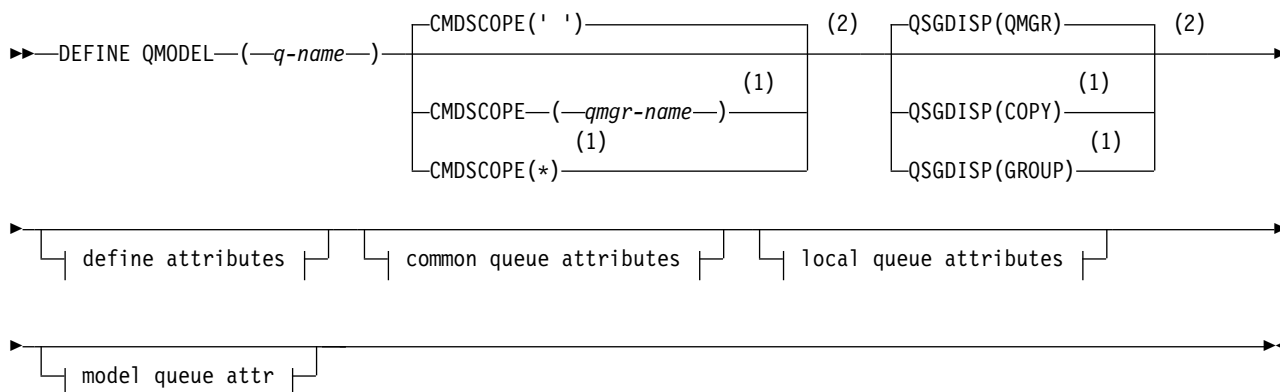 CMDSCOPE(' ') (2) QSGDISP(QMGR) (2)
DEFINE QMODEL ( q-name )
(1) (1)
CMDSCOPE ( qmgr-name ) QSGDISP(COPY)
(1) (1)
CMDSCOPE(*) QSGDISP(GROUP)
define attributes common queue attributes local queue attributes
model queue attr